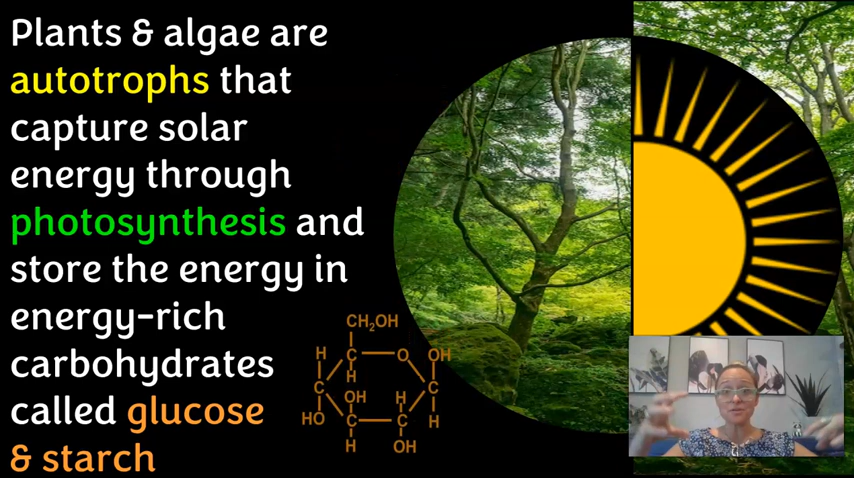 Plants & algae are
autotrophs that
capture solar
energy through
photosynthesis and
store the energy in
energy-rich
carbohydrates
called glucose
& starch
CH₂OH
H C O OH
H
C OH H C
HO C C H
H OH